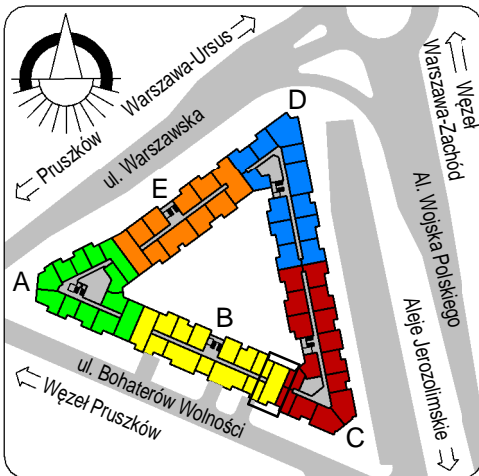 Warszawa-Ursus
Pruszków
ul. Warszawska
D
Węzeł
Warszawa-Zachód
Al. Wojska Polskiego
E
A
B
Aleje Jerozolimskie
ul. Bohaterów Wolności
Węzeł Pruszków
C